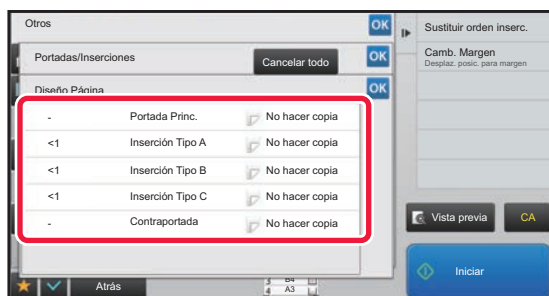 Otros
OK
Portadas/Inserciones
Cancelar todo
OK
Diseño Página
OK
- Portada Princ. No hacer copia
<1 Inserción Tipo A No hacer copia
<1 Inserción Tipo B No hacer copia
<1 Inserción Tipo C No hacer copia
- Contraportada No hacer copia
Atrás
B4
4 A3
Sustituir orden inserc.
Camb. Margen
Desplaz. posic. para margen
Vista previa
CA
Iniciar